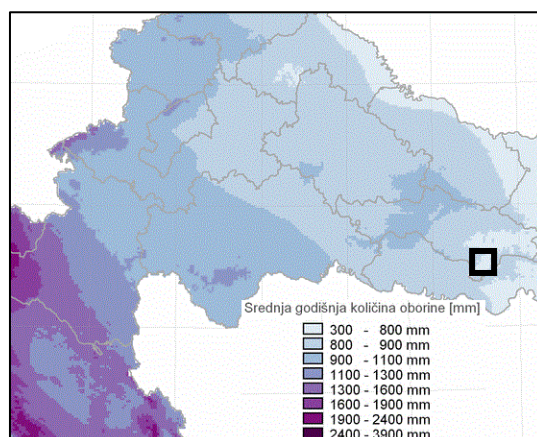 Srednja godišnja količina oborine [mm]
300 - 800 mm
800 - 900 mm
900 - 1100 mm
1100 - 1300 mm
1300 - 1600 mm
1600 - 1900 mm
1900 - 2400 mm
2400 - 3900 mm